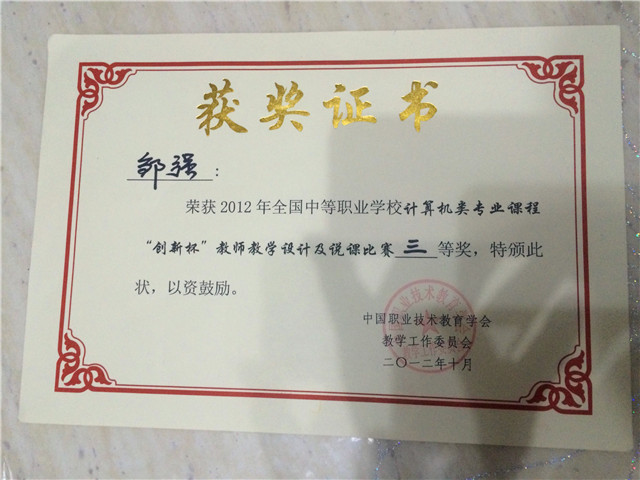 获奖证书
邹强：
荣获2012年全国中等职业学校计算机类专业课程
“创新杯”教师教学设计及说课比赛三等奖，特颁此
状，以资鼓励。
中国职业技术教育学会
教学工作委员会
二〇一二年十月